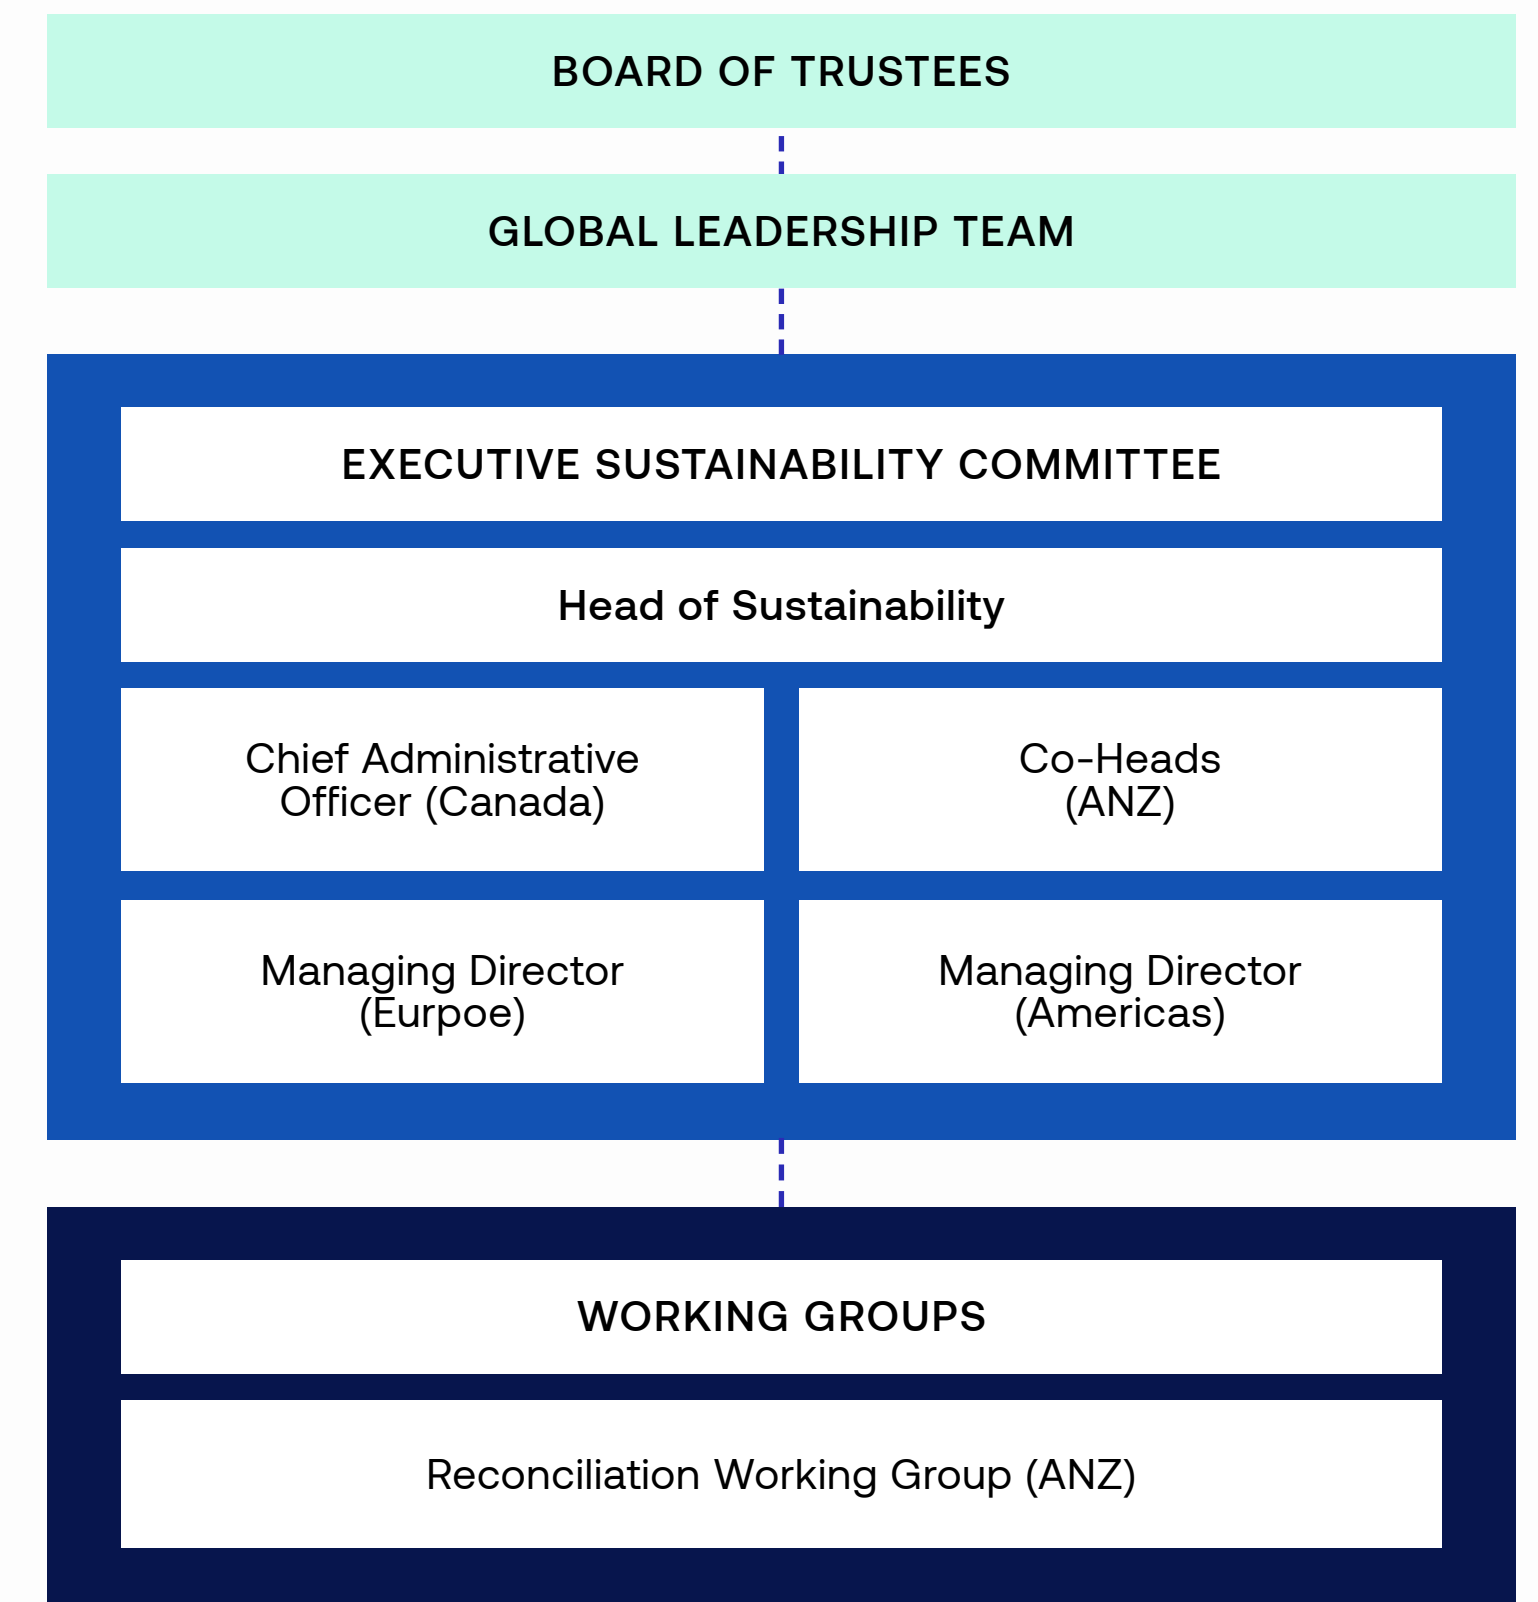 BOARD OF TRUSTEES
GLOBAL LEADERSHIP TEAM
EXECUTIVE SUSTAINABILITY COMMITTEE
Head of Sustainability
Chief Administrative
Officer (Canada)
Co-Heads
(ANZ)
Managing Director
(Eurpoe)
Managing Director
(Americas)
WORKING GROUPS
Reconciliation Working Group (ANZ)